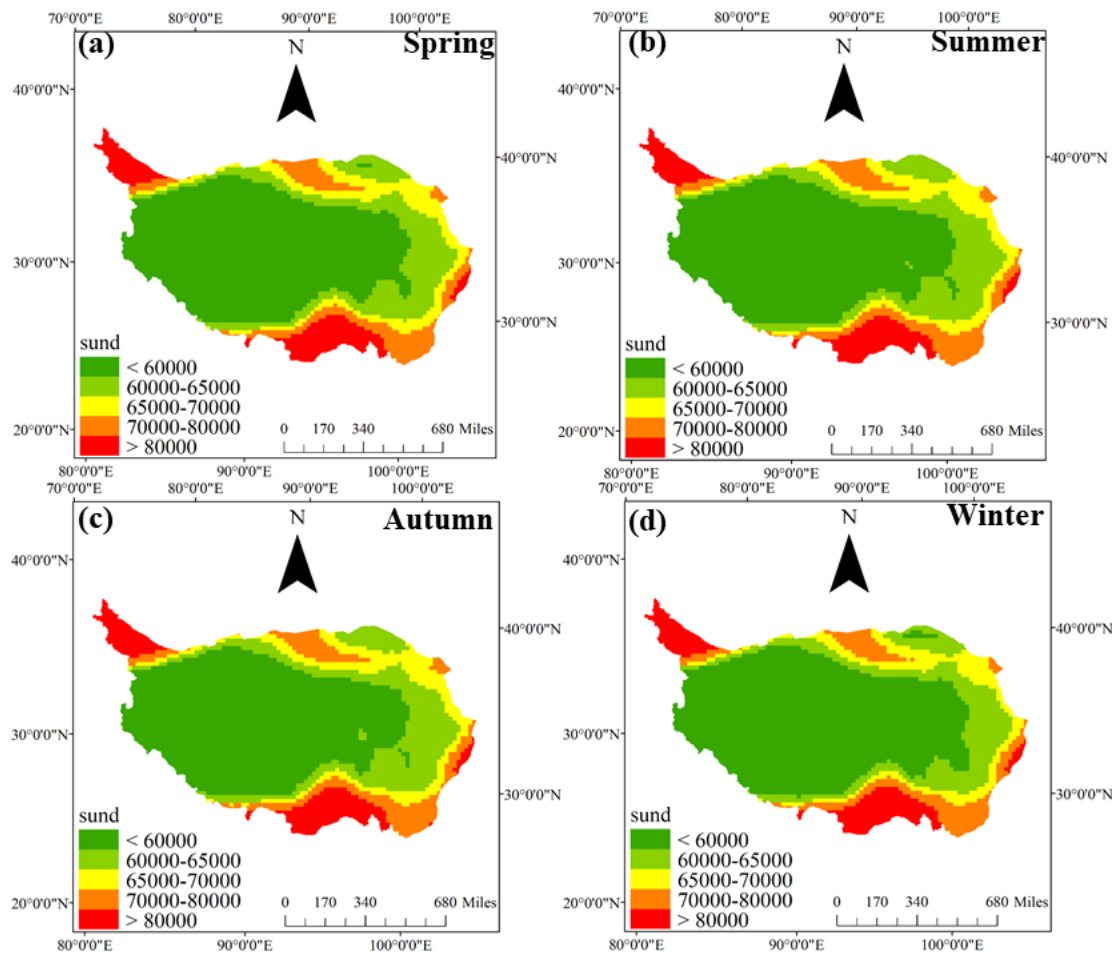 70°0'0"E 80°0'0"E 90°0'0"E 100°0'0"E
(a) Spring
N
40°0'0"N
40°0'0"N
30°0'0"N
30°0'0"N
sund
< 60000
60000-65000
65000-70000
70000-80000
> 80000
0 170 340 680 Miles
20°0'0"N
80°0'0"E 90°0'0"E 100°0'0"E
70°0'0"E 80°0'0"E 90°0'0"E 100°0'0"E
(b) Summer
N
40°0'0"N
40°0'0"N
30°0'0"N
30°0'0"N
sund
< 60000
60000-65000
65000-70000
70000-80000
> 80000
0 170 340 680 Miles
20°0'0"N
80°0'0"E 90°0'0"E 100°0'0"E
70°0'0"E 80°0'0"E 90°0'0"E 100°0'0"E
(c) Autumn
N
40°0'0"N
40°0'0"N
30°0'0"N
30°0'0"N
sund
< 60000
60000-65000
65000-70000
70000-80000
> 80000
0 170 340 680 Miles
20°0'0"N
80°0'0"E 90°0'0"E 100°0'0"E
70°0'0"E 80°0'0"E 90°0'0"E 100°0'0"E
(d) Winter
N
40°0'0"N
40°0'0"N
30°0'0"N
30°0'0"N
sund
< 60000
60000-65000
65000-70000
70000-80000
> 80000
0 170 340 680 Miles
20°0'0"N
80°0'0"E 90°0'0"E 100°0'0"E